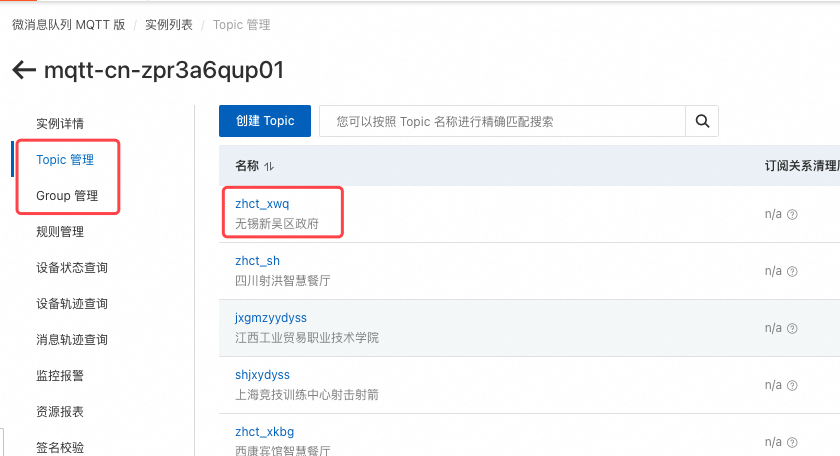 微消息队列 MQTT 版 / 实例列表 / Topic 管理
mqtt-cn-zpr3a6qup01
实例详情
Topic 管理
Group 管理
规则管理
设备状态查询
设备轨迹查询
消息轨迹查询
监控报警
资源报表
签名校验
创建 Topic
您可以按照 Topic 名称进行精确匹配搜索
名称
订阅关系清理
zhct_xwq
无锡新吴区政府
n/a
zhct_sh
四川射洪智慧餐厅
n/a
jxgmzyydyss
江西工业贸易职业技术学院
n/a
shjxydyss
上海竞技训练中心射击射箭
n/a
zhct_xkbg
西康宾馆智慧餐厅
n/a